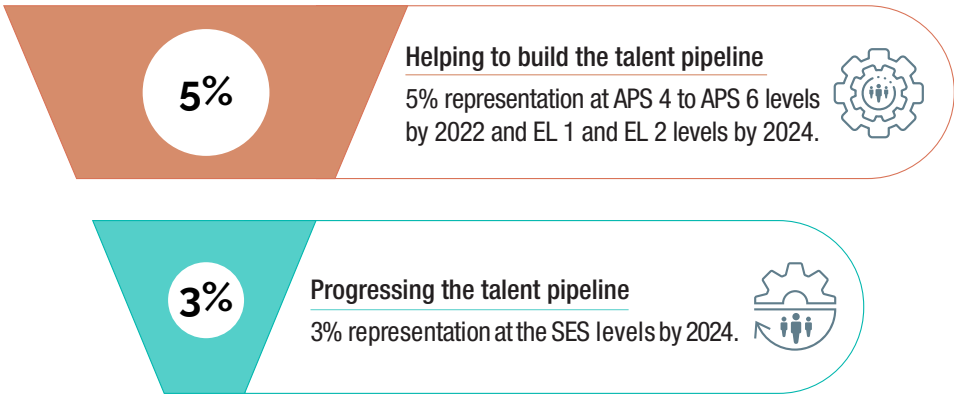 5%
Helping to build the talent pipeline
5% representation at APS 4 to APS 6 levels
by 2022 and EL 1 and EL 2 levels by 2024.
3%
Progressing the talent pipeline
3% representation at the SES levels by 2024.